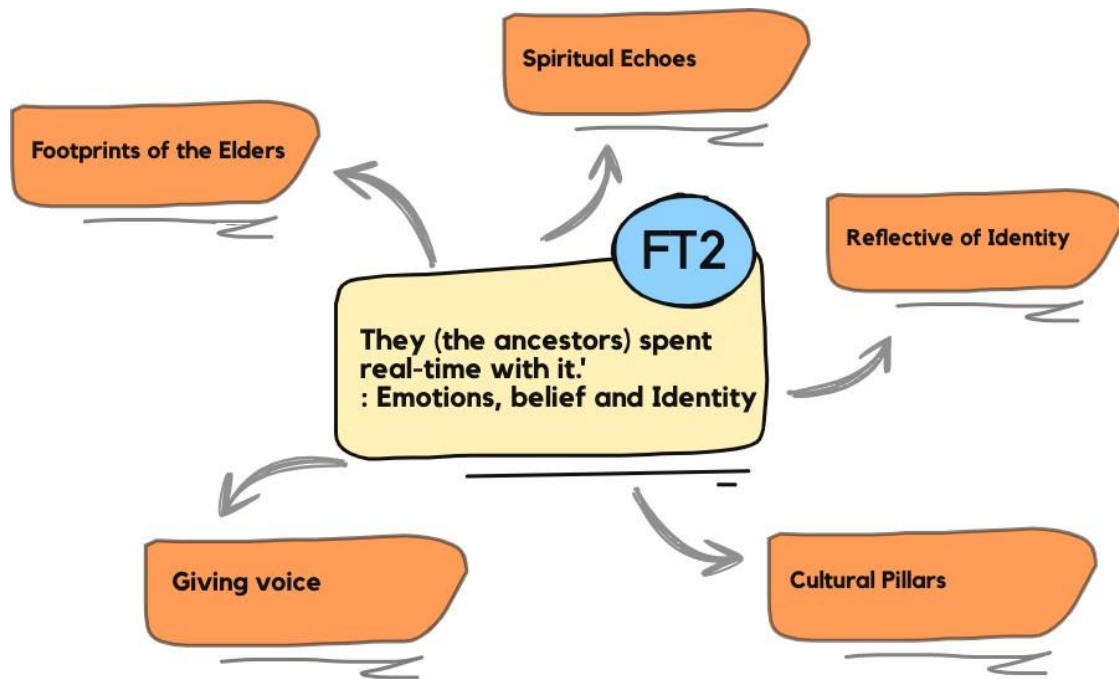 Spiritual Echoes
Footprints of the Elders
Reflective of Identity
FT2
They (the ancestors) spent
real-time with it.'
: Emotions, belief and Identity
Giving voice
Cultural Pillars